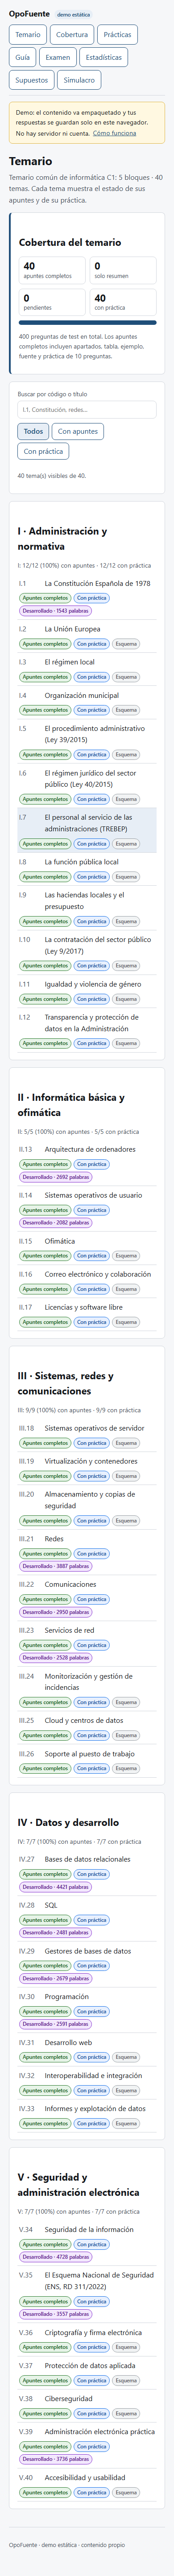 OpoFuente demo estática
Temario Cobertura Prácticas
Guía Examen Estadísticas
Supuestos Simulacro
Demo: el contenido va empaquetado y tus
respuestas se guardan solo en este navegador.
No hay servidor ni cuenta. Cómo funciona
Temario
Temario común de informática C1: 5 bloques · 40
temas. Cada tema muestra el estado de sus
apuntes y de su práctica.
Cobertura del temario
40 0
apuntes completos solo resumen
0 40
pendientes con práctica
400 preguntas de test en total. Los apuntes
completos incluyen apartados, tabla, ejemplo,
fuente y práctica de 10 preguntas.
Buscar por código o título
I.1, Constitución, redes...
Todos Con apuntes
Con práctica
40 tema(s) visibles de 40.
I · Administración y
normativa
I: 12/12 (100%) con apuntes · 12/12 con práctica
I.1 La Constitución Española de 1978
Apuntes completos Con práctica
Desarrollado · 1543 palabras
I.2 La Unión Europea
Apuntes completos Con práctica Esquema
I.3 El régimen local
Apuntes completos Con práctica Esquema
I.4 Organización municipal
Apuntes completos Con práctica Esquema
I.5 El procedimiento administrativo
(Ley 39/2015)
Apuntes completos Con práctica Esquema
I.6 El régimen jurídico del sector
público (Ley 40/2015)
Apuntes completos Con práctica Esquema
I.7 El personal al servicio de las
administraciones (TREBEP)
Apuntes completos Con práctica Esquema
I.8 La función pública local
Apuntes completos Con práctica Esquema
I.9 Las haciendas locales y el
presupuesto
Apuntes completos Con práctica Esquema
I.10 La contratación del sector público
(Ley 9/2017)
Apuntes completos Con práctica Esquema
I.11 Igualdad y violencia de género
Apuntes completos Con práctica Esquema
I.12 Transparencia y protección de
datos en la Administración
Apuntes completos Con práctica Esquema
II · Informática básica y
ofimática
II: 5/5 (100%) con apuntes · 5/5 con práctica
II.13 Arquitectura de ordenadores
Apuntes completos Con práctica
Desarrollado · 2692 palabras
II.14 Sistemas operativos de usuario
Apuntes completos Con práctica
Desarrollado · 2082 palabras
II.15 Ofimática
Apuntes completos Con práctica Esquema
II.16 Correo electrónico y colaboración
Apuntes completos Con práctica Esquema
II.17 Licencias y software libre
Apuntes completos Con práctica Esquema
III · Sistemas, redes y
comunicaciones
III: 9/9 (100%) con apuntes · 9/9 con práctica
III.18 Sistemas operativos de servidor
Apuntes completos Con práctica Esquema
III.19 Virtualización y contenedores
Apuntes completos Con práctica Esquema
III.20 Almacenamiento y copias de
seguridad
Apuntes completos Con práctica Esquema
III.21 Redes
Apuntes completos Con práctica
Desarrollado · 3887 palabras
III.22 Comunicaciones
Apuntes completos Con práctica
Desarrollado · 2950 palabras
III.23 Servicios de red
Apuntes completos Con práctica
Desarrollado · 2528 palabras
III.24 Monitorización y gestión de
incidencias
Apuntes completos Con práctica Esquema
III.25 Cloud y centros de datos
Apuntes completos Con práctica Esquema
III.26 Soporte al puesto de trabajo
Apuntes completos Con práctica Esquema
IV · Datos y desarrollo
IV: 7/7 (100%) con apuntes · 7/7 con práctica
IV.27 Bases de datos relacionales
Apuntes completos Con práctica
Desarrollado · 4421 palabras
IV.28 SQL
Apuntes completos Con práctica
Desarrollado · 2481 palabras
IV.29 Gestores de bases de datos
Apuntes completos Con práctica
Desarrollado · 2679 palabras
IV.30 Programación
Apuntes completos Con práctica
Desarrollado · 2591 palabras
IV.31 Desarrollo web
Apuntes completos Con práctica Esquema
IV.32 Interoperabilidad e integración
Apuntes completos Con práctica Esquema
IV.33 Informes y explotación de datos
Apuntes completos Con práctica Esquema
V · Seguridad y
administración electrónica
V: 7/7 (100%) con apuntes · 7/7 con práctica
V.34 Seguridad de la información
Apuntes completos Con práctica
Desarrollado · 4728 palabras
V.35 El Esquema Nacional de Seguridad
(ENS, RD 311/2022)
Apuntes completos Con práctica
Desarrollado · 3557 palabras
V.36 Criptografía y firma electrónica
Apuntes completos Con práctica Esquema
V.37 Protección de datos aplicada
Apuntes completos Con práctica Esquema
V.38 Ciberseguridad
Apuntes completos Con práctica Esquema
V.39 Administración electrónica práctica
Apuntes completos Con práctica
Desarrollado · 3736 palabras
V.40 Accesibilidad y usabilidad
Apuntes completos Con práctica Esquema
OpoFuente · demo estática · contenido propio